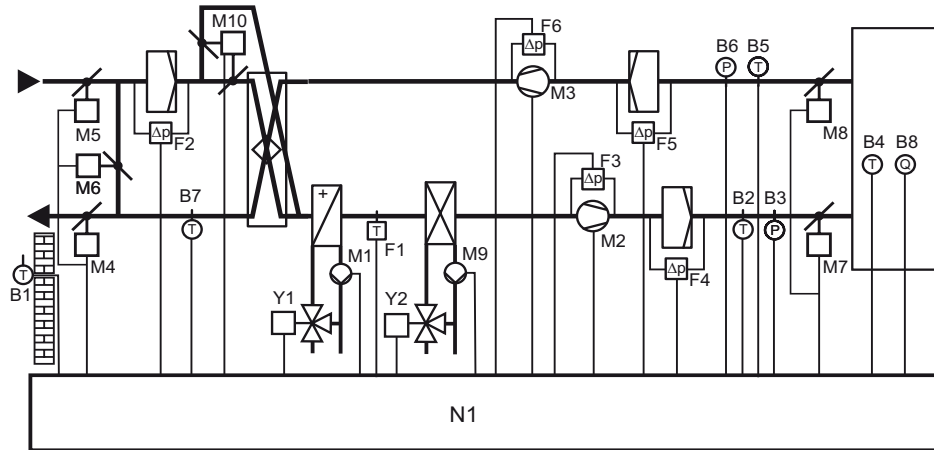 M10
F6
B6 B5
Δp
P T
M3
M5
Δp
F2
Δp
F5
M8
B4 B8
F3
T Q
M6
Δp
B7
B2 B3
+
T
T
F1
T P
M4
M1
M9
M2
Δp
F4
M7
T
B1
Y1
Y2
N1